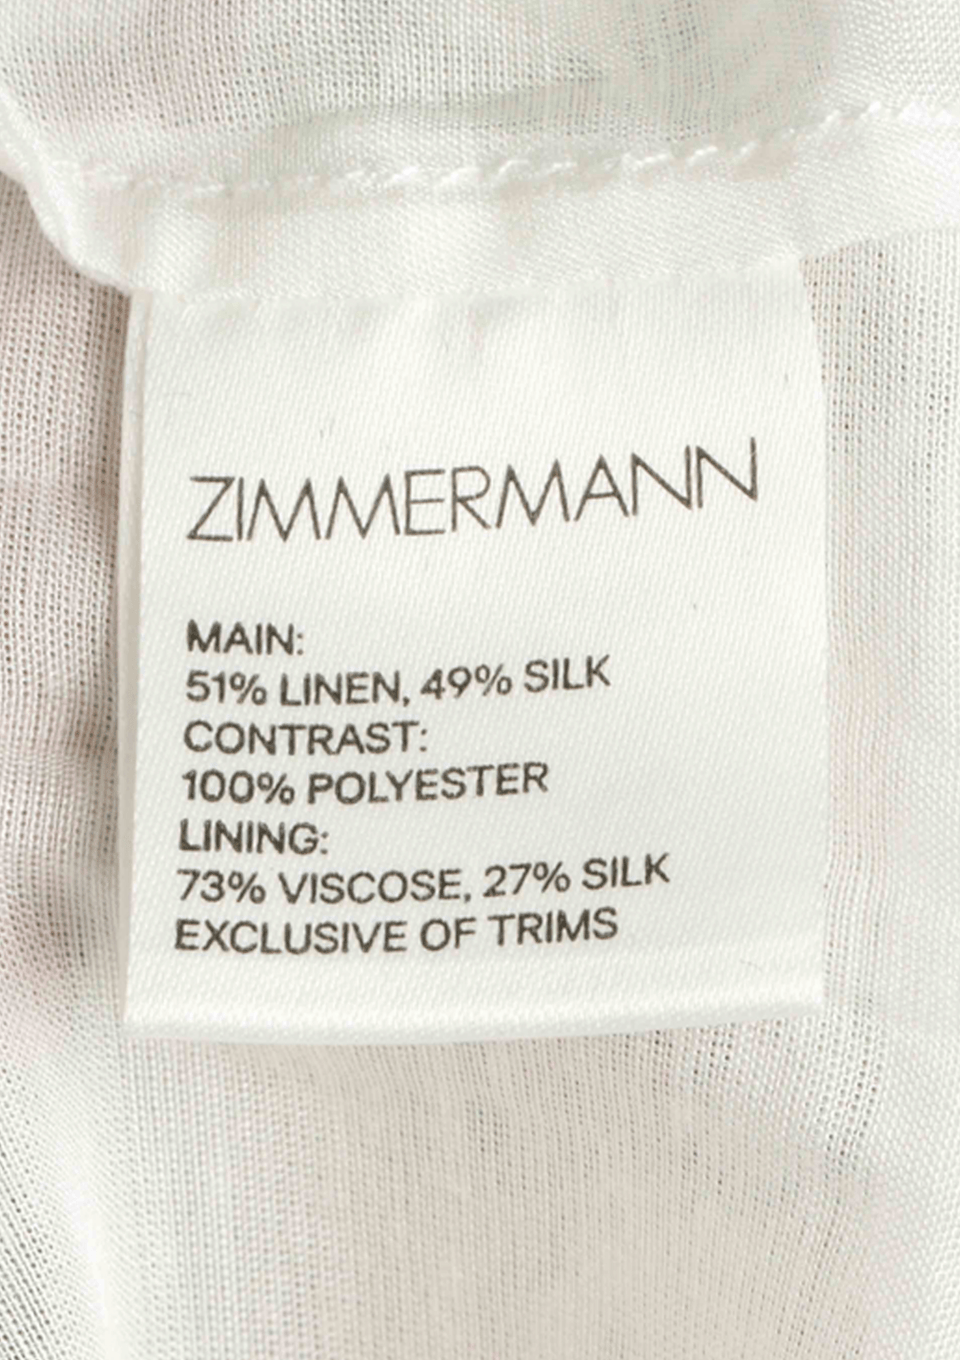 ZIMMERMANN
MAIN:
51% LINEN, 49% SILK
CONTRAST:
100% POLYESTER
LINING:
73% VISCOSE, 27% SILK
EXCLUSIVE OF TRIMS